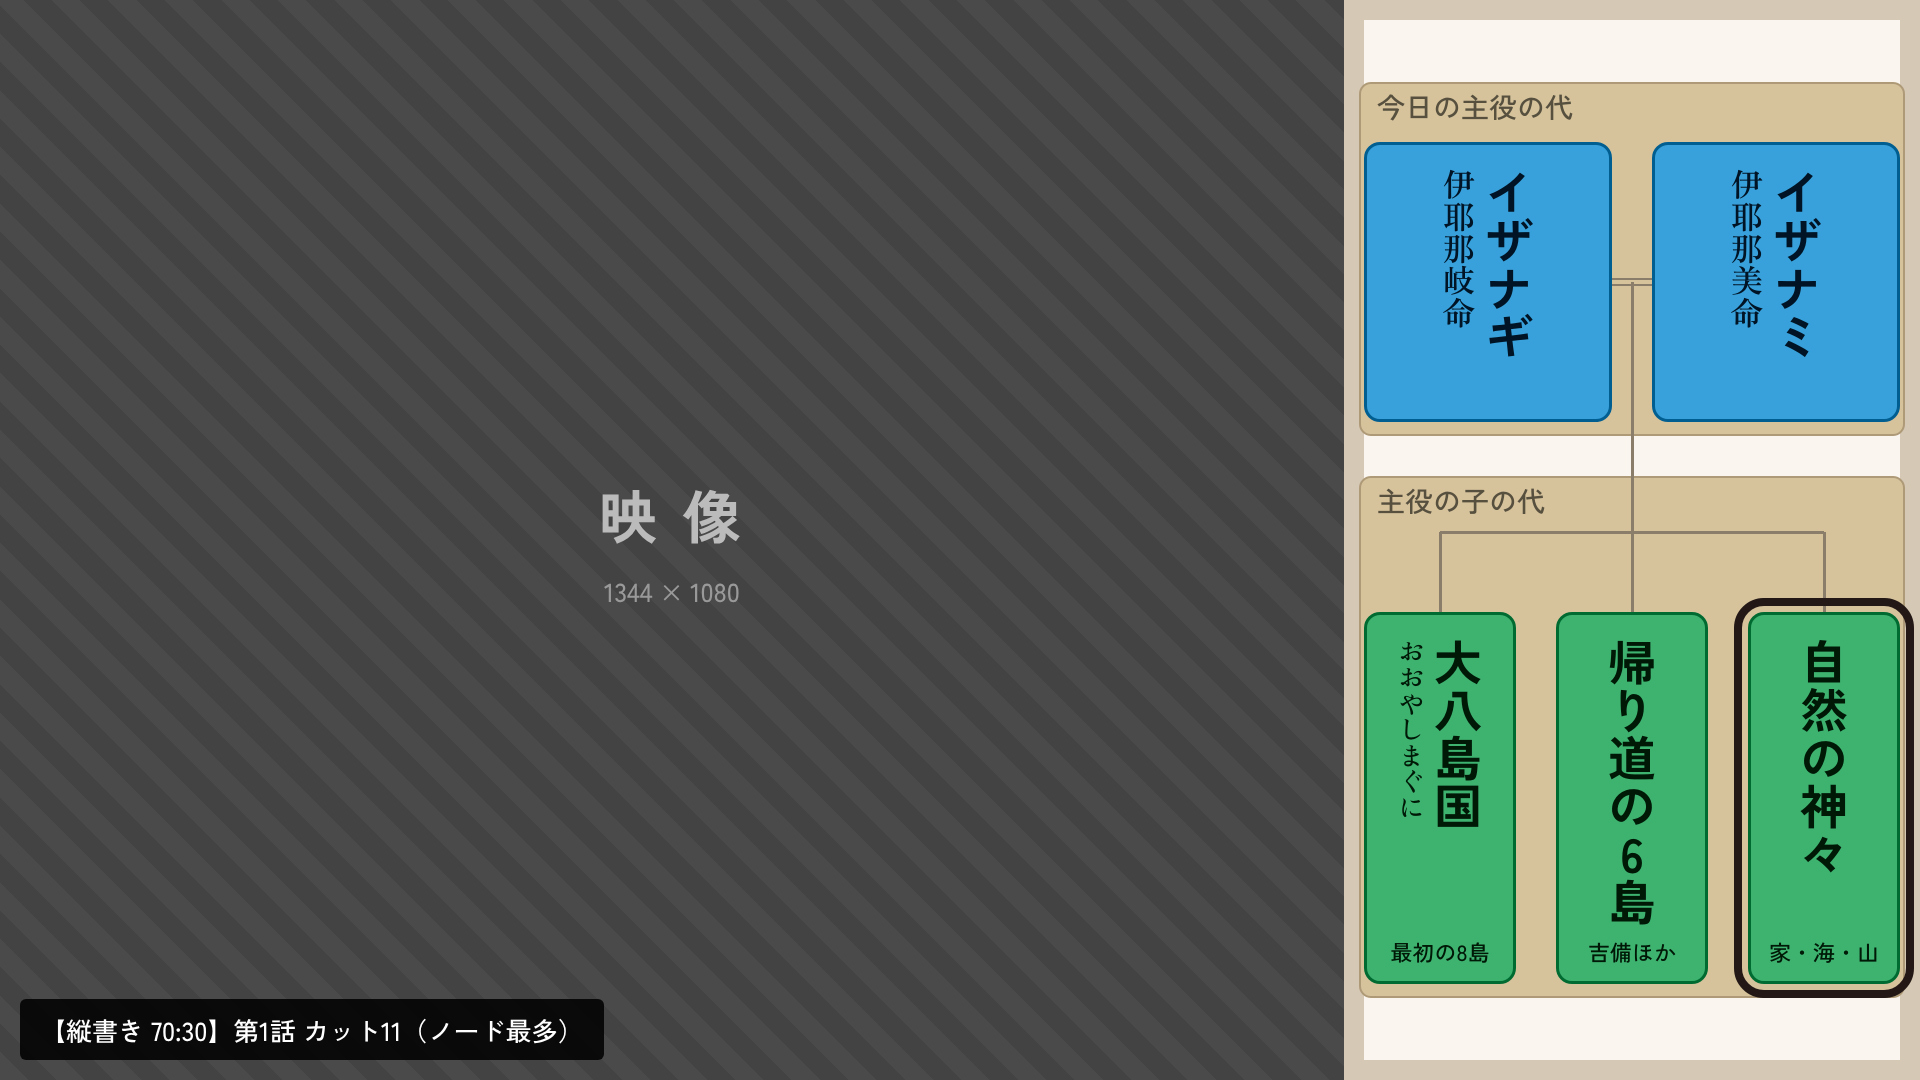 映像
1344 × 1080
【縦書き 70:30】第1話 カット11（ノード最多）
今日の主役の代
イザナギ
伊耶那岐命
イザナミ
伊耶那美命
主役の子の代
大八島国
おおやしまぐに
最初の8島
帰り道の6島
吉備ほか
自然の神々
家・海・山